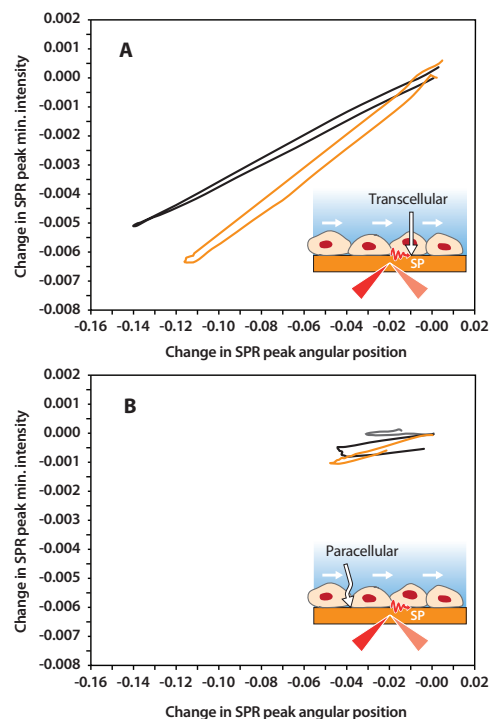 0.002
0.001
0.000
-0.001
-0.002
-0.003
-0.004
-0.005
-0.006
-0.007
-0.008
Change in SPR peak min. intensity
A
Transcellular
SP
-0.16 -0.14 -0.12 -0.10 -0.08 -0.06 -0.04 -0.02 -0.00 0.02
Change in SPR peak angular position
0.002
0.001
0.000
-0.001
-0.002
-0.003
-0.004
-0.005
-0.006
-0.007
-0.008
Change in SPR peak min. intensity
B
Paracellular
SP
-0.16 -0.14 -0.12 -0.10 -0.08 -0.06 -0.04 -0.02 -0.00 0.02
Change in SPR peak angular position